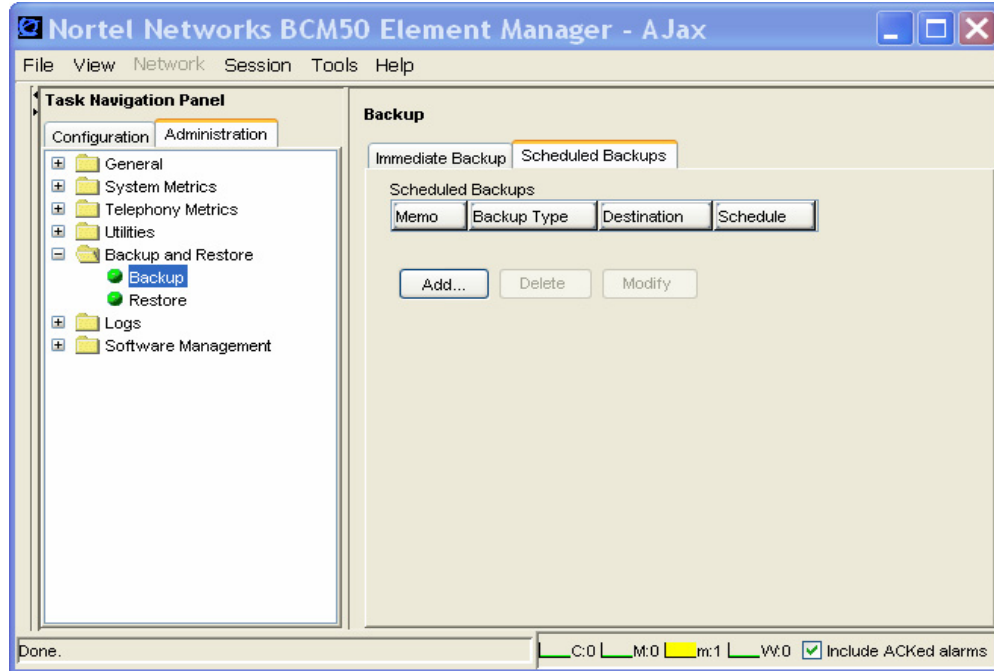 Nortel Networks BCM50 Element Manager - AJax
File View Network Session Tools Help
Task Navigation Panel
Configuration Administration
General
System Metrics
Telephony Metrics
Utilities
Backup and Restore
Backup
Restore
Logs
Software Management
Backup
Immediate Backup Scheduled Backups
Scheduled Backups
Memo Backup Type Destination Schedule
Add... Delete Modify
Done.
C:0 M:0 m:1 W:0 Include ACKed alarms